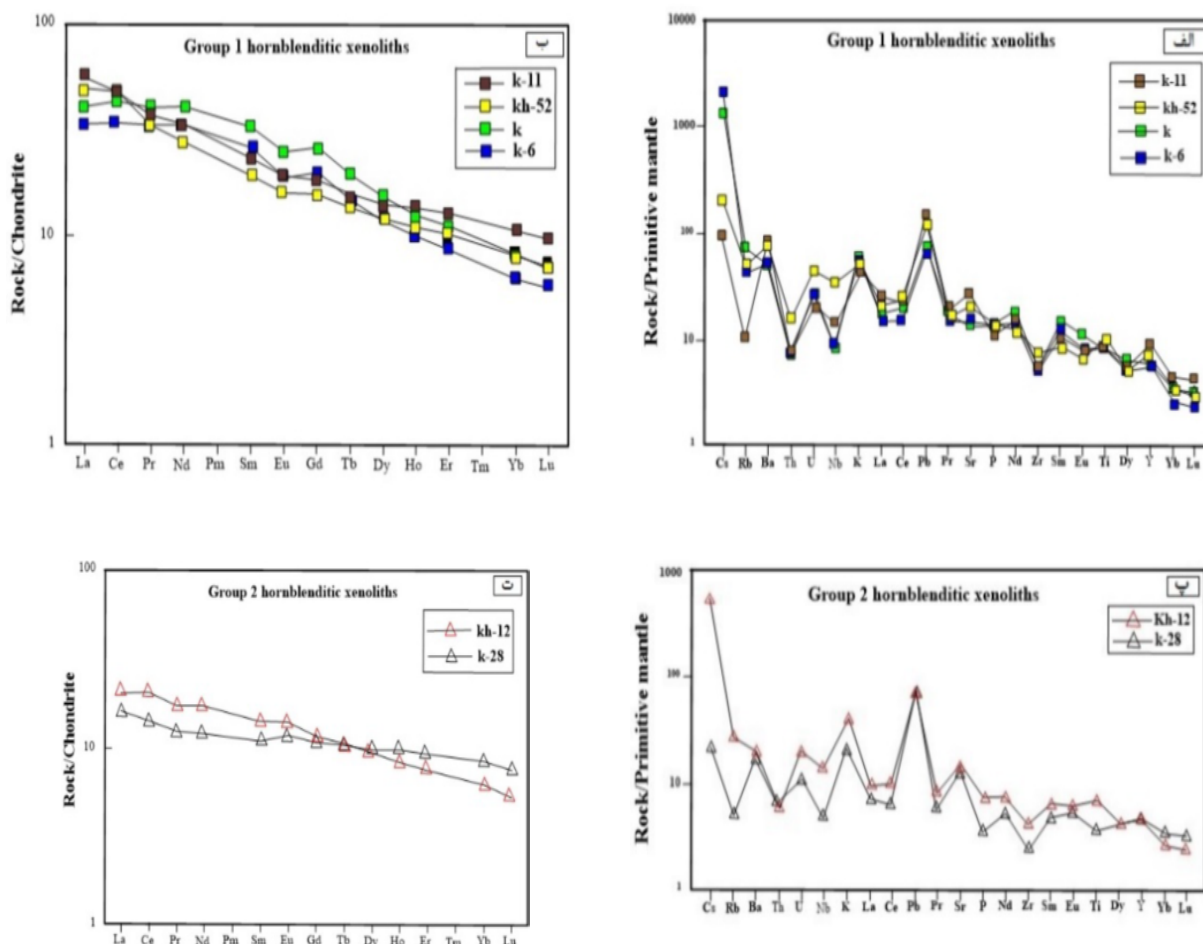 100
Group 1 hornblenditic xenoliths
ب
k-11
kh-52
k
k-6
10
1
Rock/Chondrite
La Ce Pr Nd Pm Sm Eu Gd Tb Dy Ho Er Tm Yb Lu
10000
Group 1 hornblenditic xenoliths
الف
k-11
kh-52
k
k-6
1000
100
10
1
Rock/Primitive mantle
Cs Rb Ba Th U Nb K La Ce Pb Pr Sr P Nd Zr Sm Eu Ti Dy Y Yb Lu
100
Group 2 hornblenditic xenoliths
ت
kh-12
k-28
10
1
Rock/Chondrite
La Ce Pr Nd Pm Sm Eu Gd Tb Dy Ho Er Tm Yb Lu
1000
Group 2 hornblenditic xenoliths
پ
Kh-12
k-28
100
10
1
Rock/Primitive mantle
Cs Rb Ba Th U Nb K La Ce Pb Pr Sr P Nd Zr Sm Eu Ti Dy Y Yb Lu